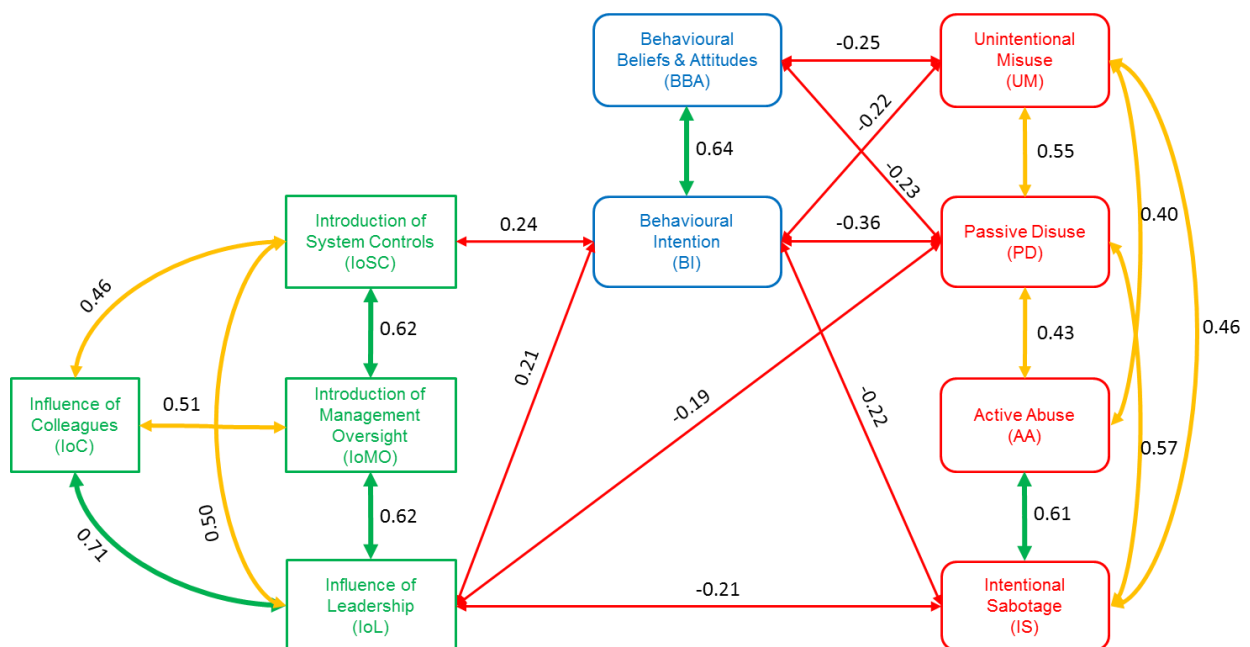 Behavioural
Beliefs & Attitudes
(BBA)
-0.25
Unintentional
Misuse
(UM)
-0.22
0.64
0.55
-0.23
0.40
Introduction of
System Controls
(IoSC)
0.24
Behavioural
Intention
(BI)
-0.36
Passive Disuse
(PD)
0.46
0.62
0.43
0.46
0.21
Influence of
Colleagues
(IoC)
0.51
Introduction of
Management
Oversight
(IoMO)
-0.19
-0.22
Active Abuse
(AA)
0.57
0.50
0.62
0.61
0.71
Influence of
Leadership
(IoL)
-0.21
Intentional
Sabotage
(IS)